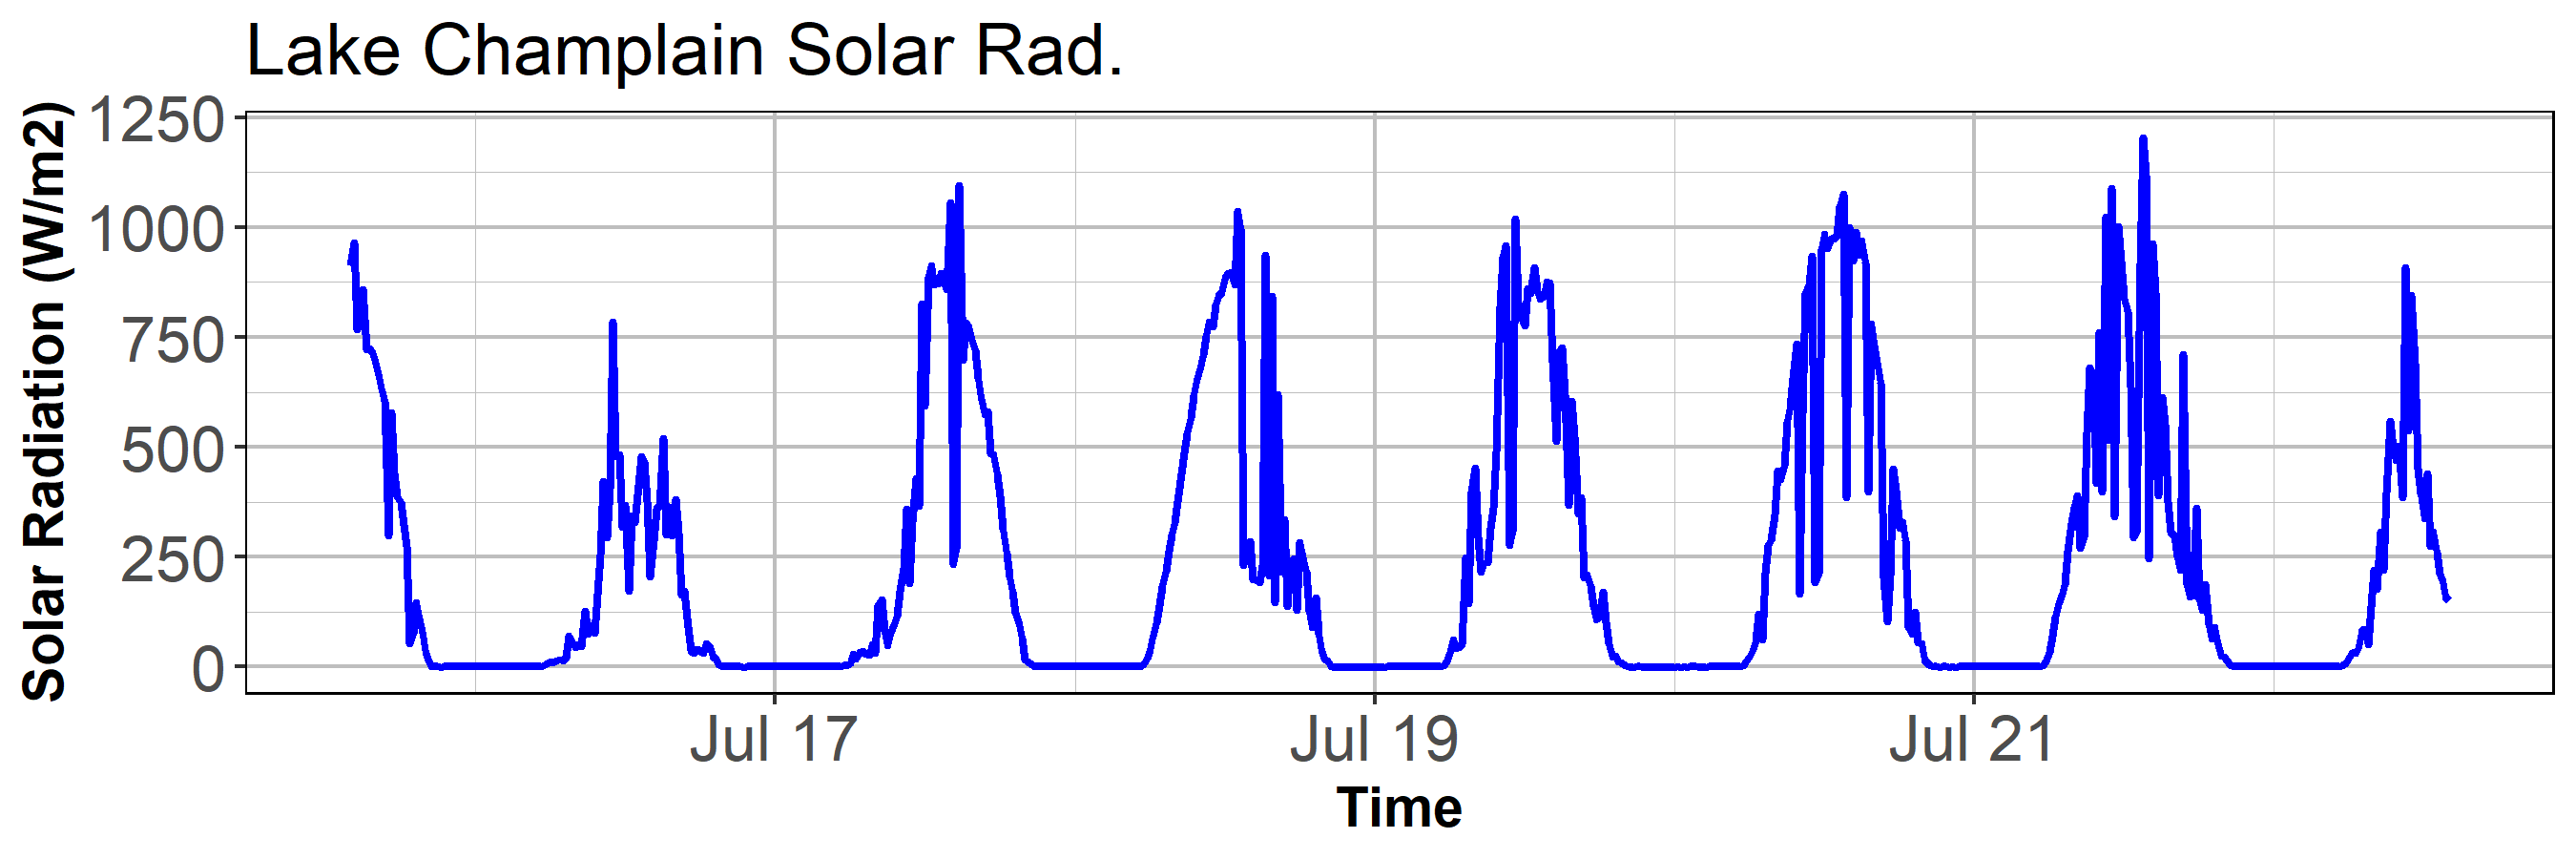 Lake Champlain Solar Rad.
Solar Radiation (W/m2)
1250
1000
750
500
250
0
Jul 17 Jul 19 Jul 21
Time